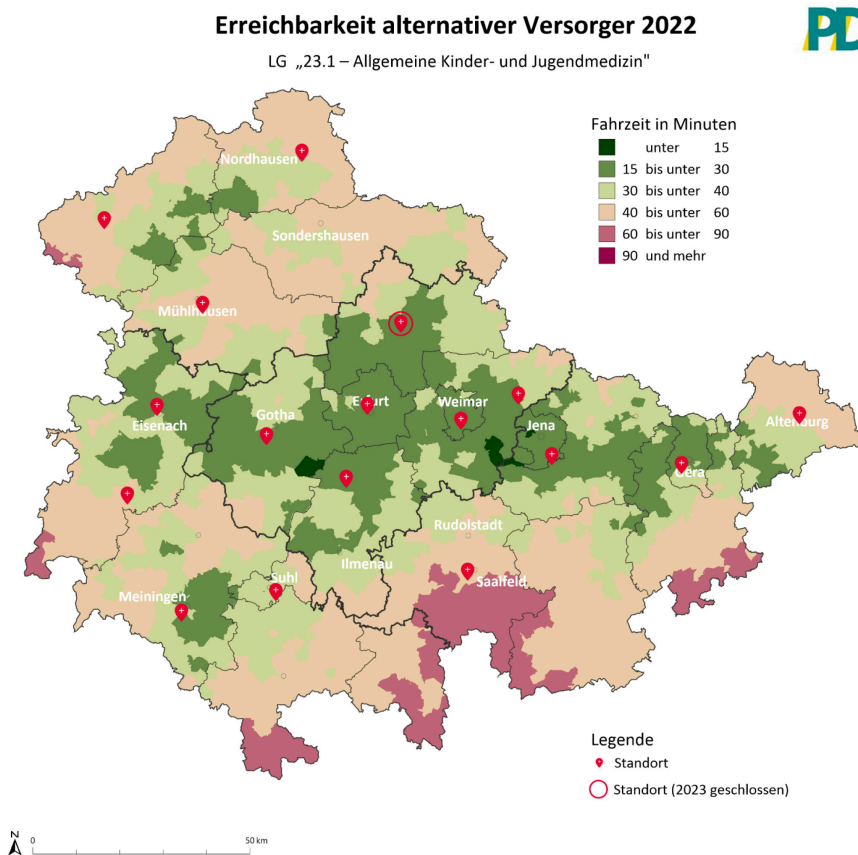 Erreichbarkeit alternativer Versorger 2022
PD
LG „23.1 – Allgemeine Kinder- und Jugendmedizin"
Fahrzeit in Minuten
unter 15
15 bis unter 30
30 bis unter 40
40 bis unter 60
60 bis unter 90
90 und mehr
Nordhausen
Sondershausen
Mühlhausen
Erfurt
Weimar
Gotha
Eisenach
Jena
Altenburg
Gera
Rudolstadt
Ilmenau
Suhl
Saalfeld
Meiningen
Legende
Standort
Standort (2023 geschlossen)
N
0 50 km